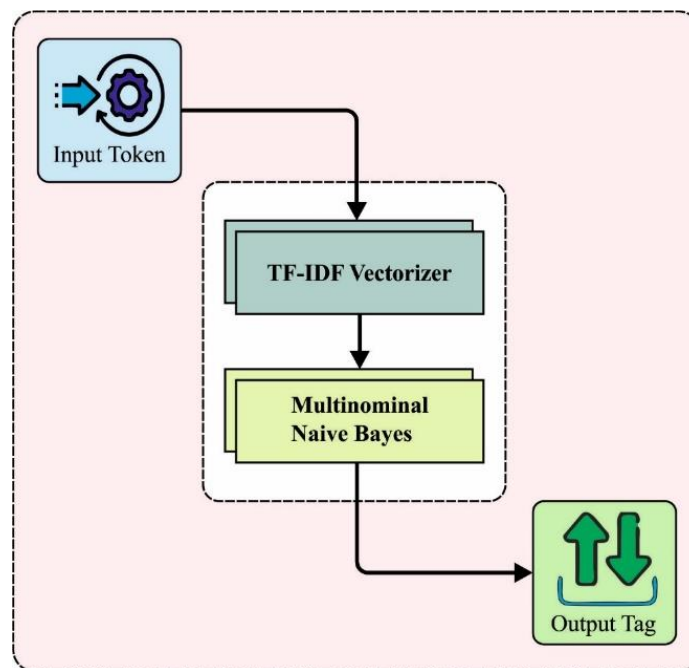 Input Token
TF-IDF Vectorizer
Multinominal
Naive Bayes
Output Tag